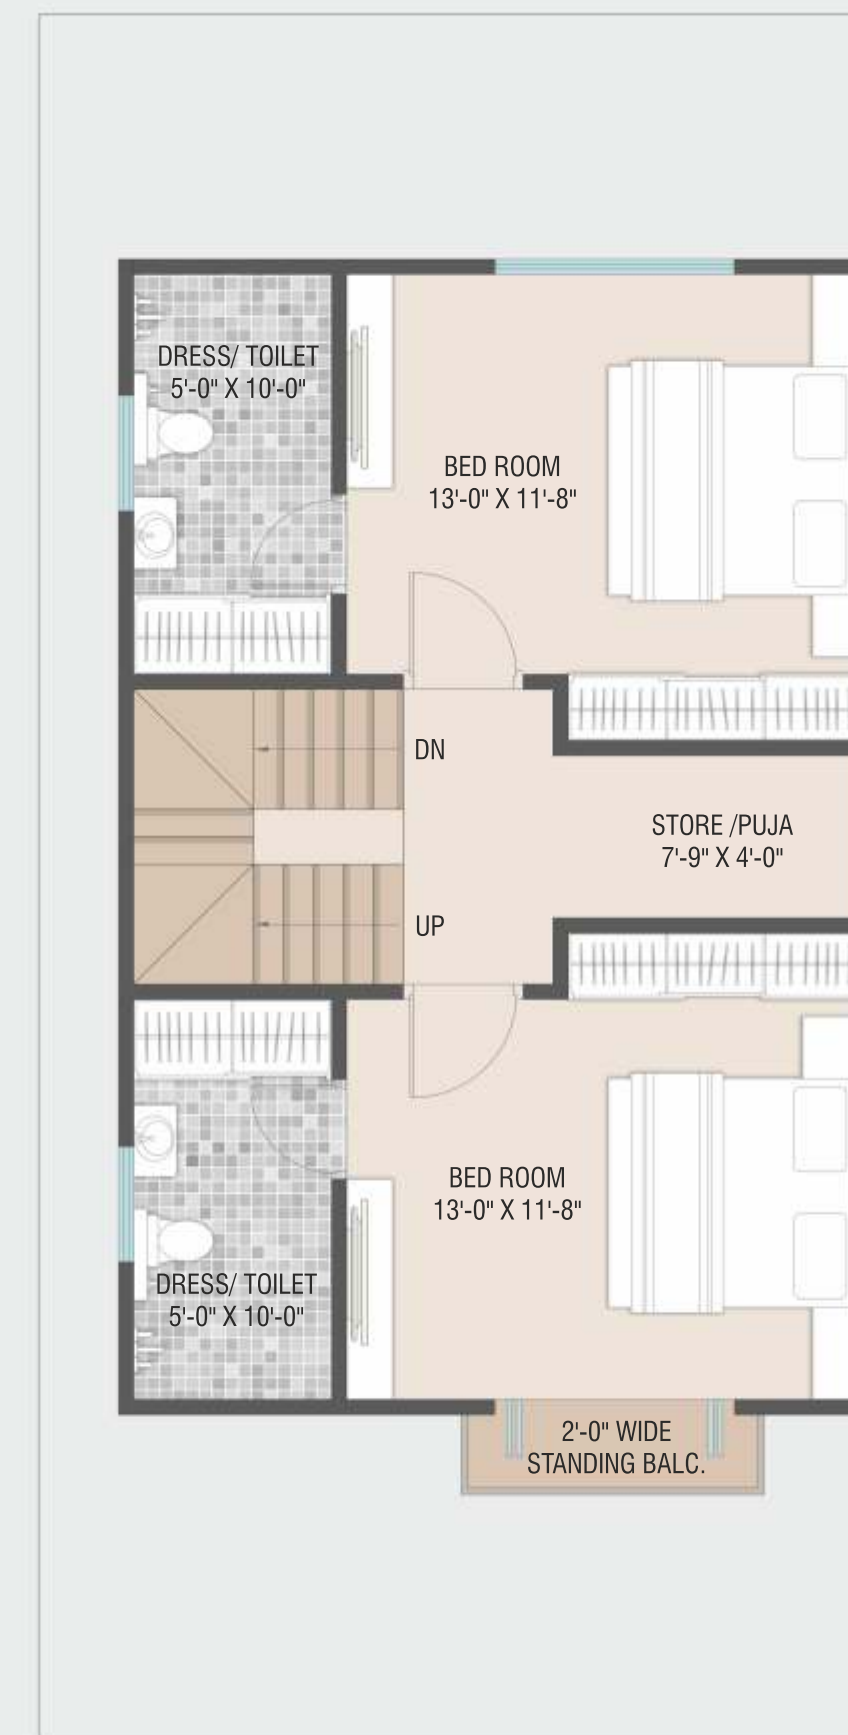 DRESS/ TOILET
5'-0" X 10'-0"
BED ROOM
13'-0" X 11'-8"
DN
STORE /PUJA
7'-9" X 4'-0"
UP
BED ROOM
13'-0" X 11'-8"
DRESS/ TOILET
5'-0" X 10'-0"
2'-0" WIDE
STANDING BALC.